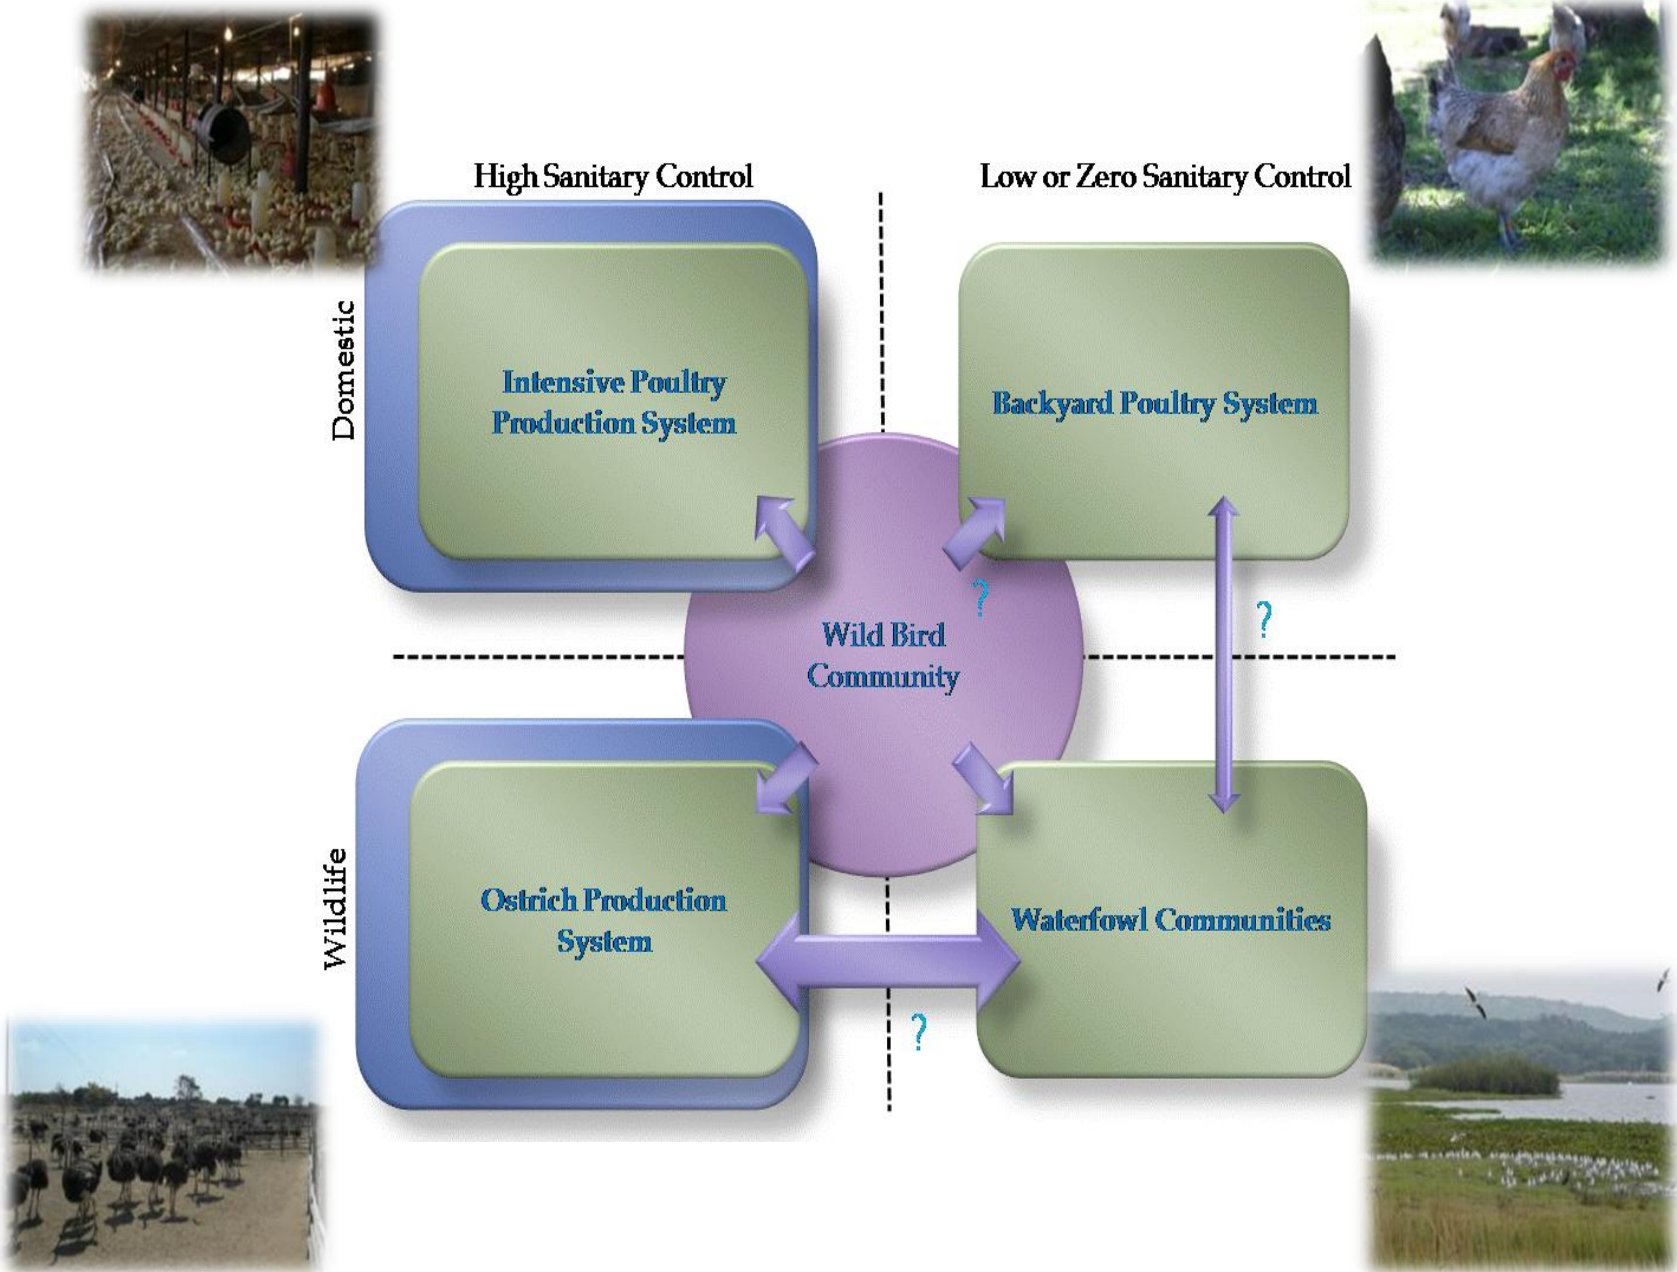 High Sanitary Control
Low or Zero Sanitary Control
Domestic
Intensive Poultry
Production System
Backyard Poultry System
?
?
Wild Bird
Community
Wildlife
Ostrich Production
System
Waterfowl Communities
?